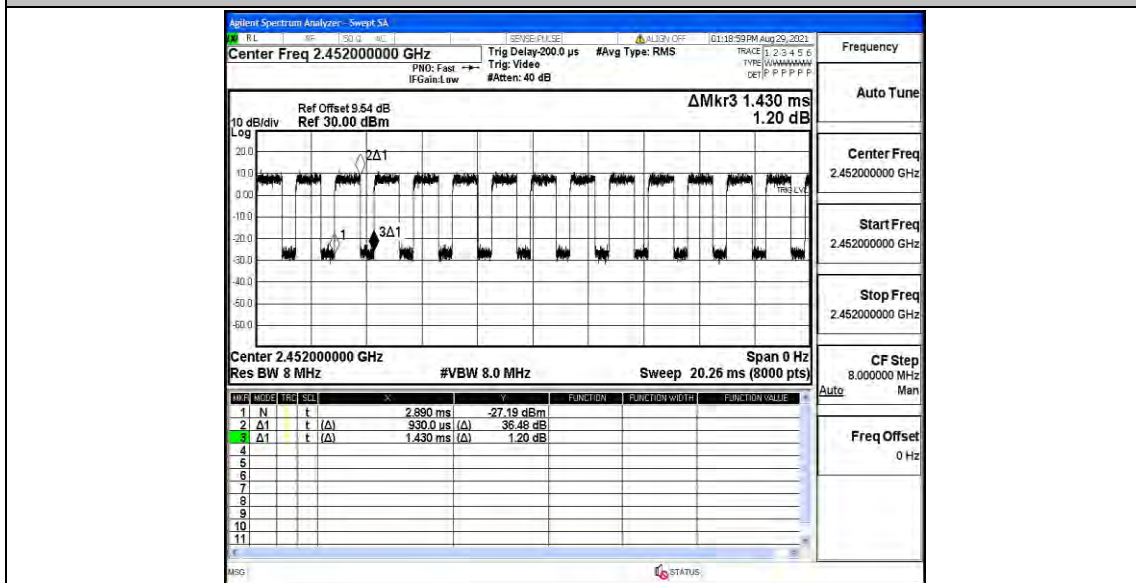 Agilent Spectrum Analyzer - Swept SA
RL RF 50 Ω AC SENSE:PULSE ALIGN OFF 01:18:59 PM Aug 29, 2021
Center Freq 2.452000000 GHz
PNO: Fast
IFGain:Low
Trig Delay-200.0 µs
Trig: Video
#Atten: 40 dB
#Avg Type: RMS
TRACE 1 2 3 4 5 6
TYPE
DET P P P P P P
Ref Offset 9.54 dB
Ref 30.00 dBm
10 dB/div
Log
ΔMkr3 1.430 ms
1.20 dB
20.0
10.0
0.00
-10.0
-20.0
-30.0
-40.0
-50.0
-60.0
2Δ1
1
3Δ1
TRIG LVL
Center 2.452000000 GHz
Span 0 Hz
Res BW 8 MHz
#VBW 8.0 MHz
Sweep 20.26 ms (8000 pts)
MKR MODE TRC SCL X Y FUNCTION FUNCTION WIDTH FUNCTION VALUE
1 N t 2.890 ms -27.19 dBm
2 Δ1 t (Δ) 930.0 µs (Δ) 36.48 dB
3 Δ1 t (Δ) 1.430 ms (Δ) 1.20 dB
4
5
6
7
8
9
10
11
MSG
STATUS
Frequency
Auto Tune
Center Freq
2.452000000 GHz
Start Freq
2.452000000 GHz
Stop Freq
2.452000000 GHz
CF Step
8.000000 MHz
Auto Man
Freq Offset
0 Hz